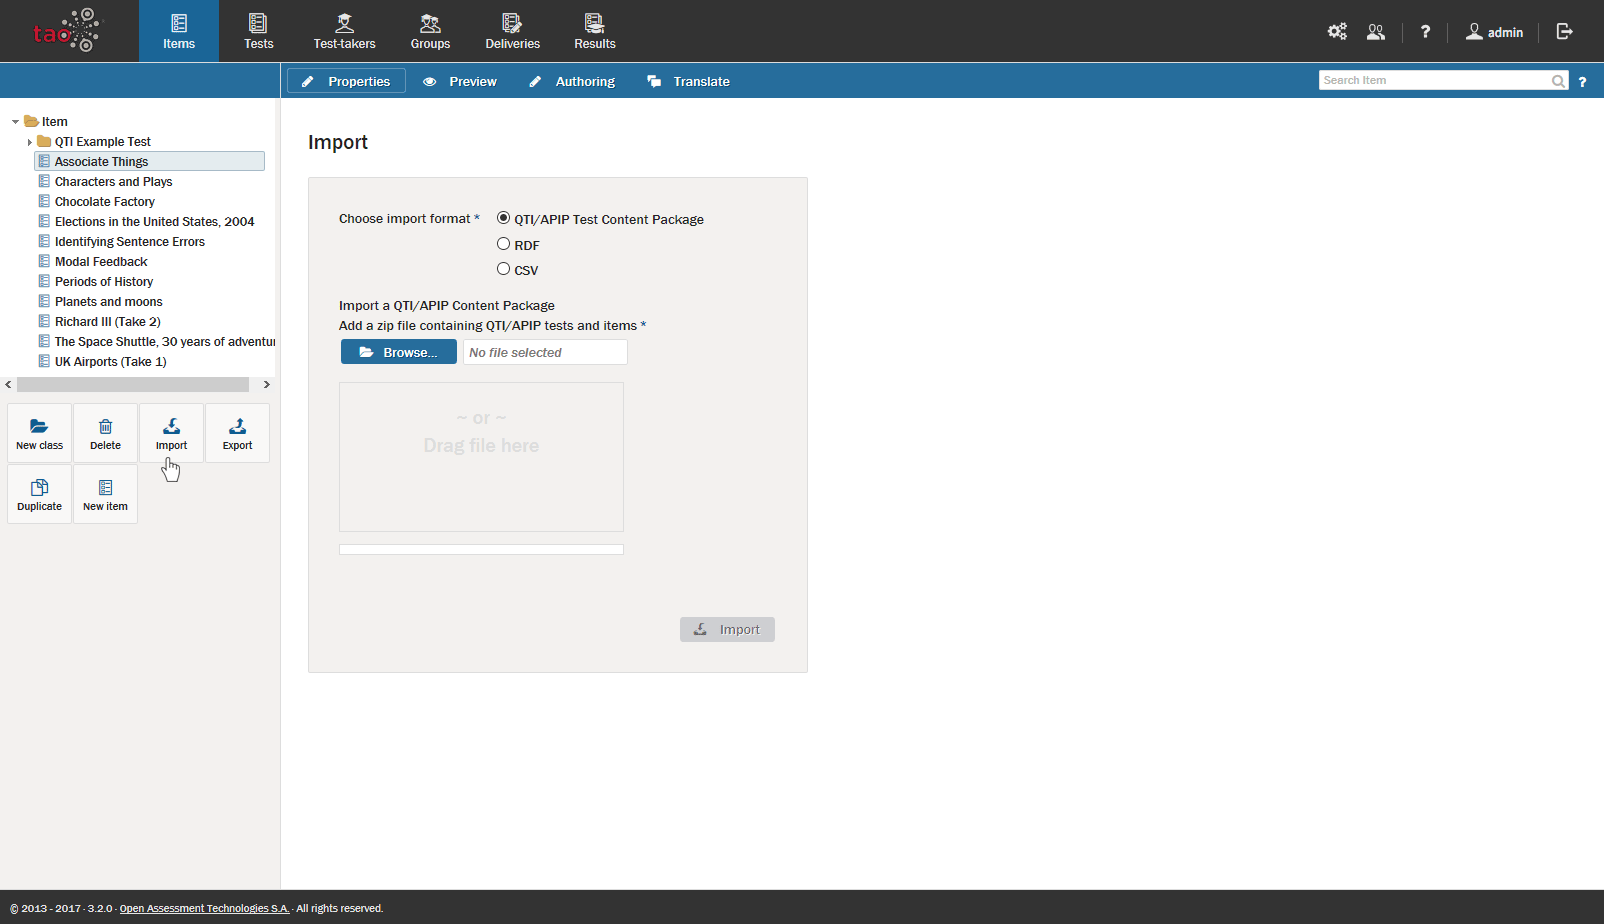 tao
Items
Tests
Test-takers
Groups
Deliveries
Results
?
admin
Properties
Preview
Authoring
Translate
Search Item
?
Item
QTI Example Test
Associate Things
Characters and Plays
Chocolate Factory
Elections in the United States, 2004
Identifying Sentence Errors
Modal Feedback
Periods of History
Planets and moons
Richard III (Take 2)
The Space Shuttle, 30 years of adventu
UK Airports (Take 1)
New class
Delete
Import
Export
Duplicate
New item
Import
Choose import format *
QTI/APIP Test Content Package
RDF
CSV
Import a QTI/APIP Content Package
Add a zip file containing QTI/APIP tests and items *
Browse...
No file selected
~ or ~
Drag file here
Import
© 2013 - 2017 · 3.2.0 · Open Assessment Technologies S.A. · All rights reserved.